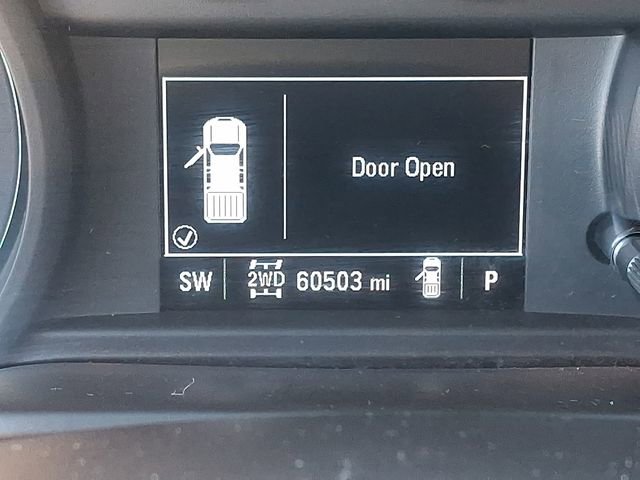 Door Open
SW 2WD 60503 mi P